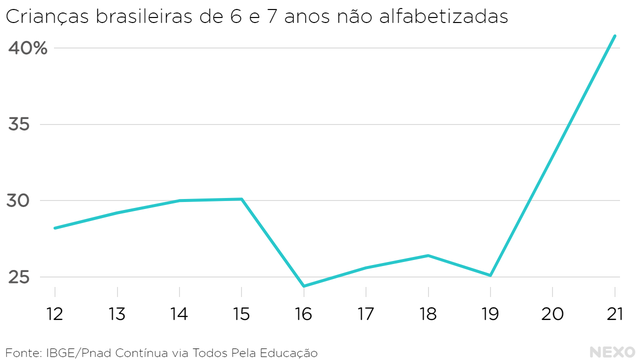 Crianças brasileiras de 6 e 7 anos não alfabetizadas
40%
35
30
25
12 13 14 15 16 17 18 19 20 21
Fonte: IBGE/Pnad Contínua via Todos Pela Educação
NEXO